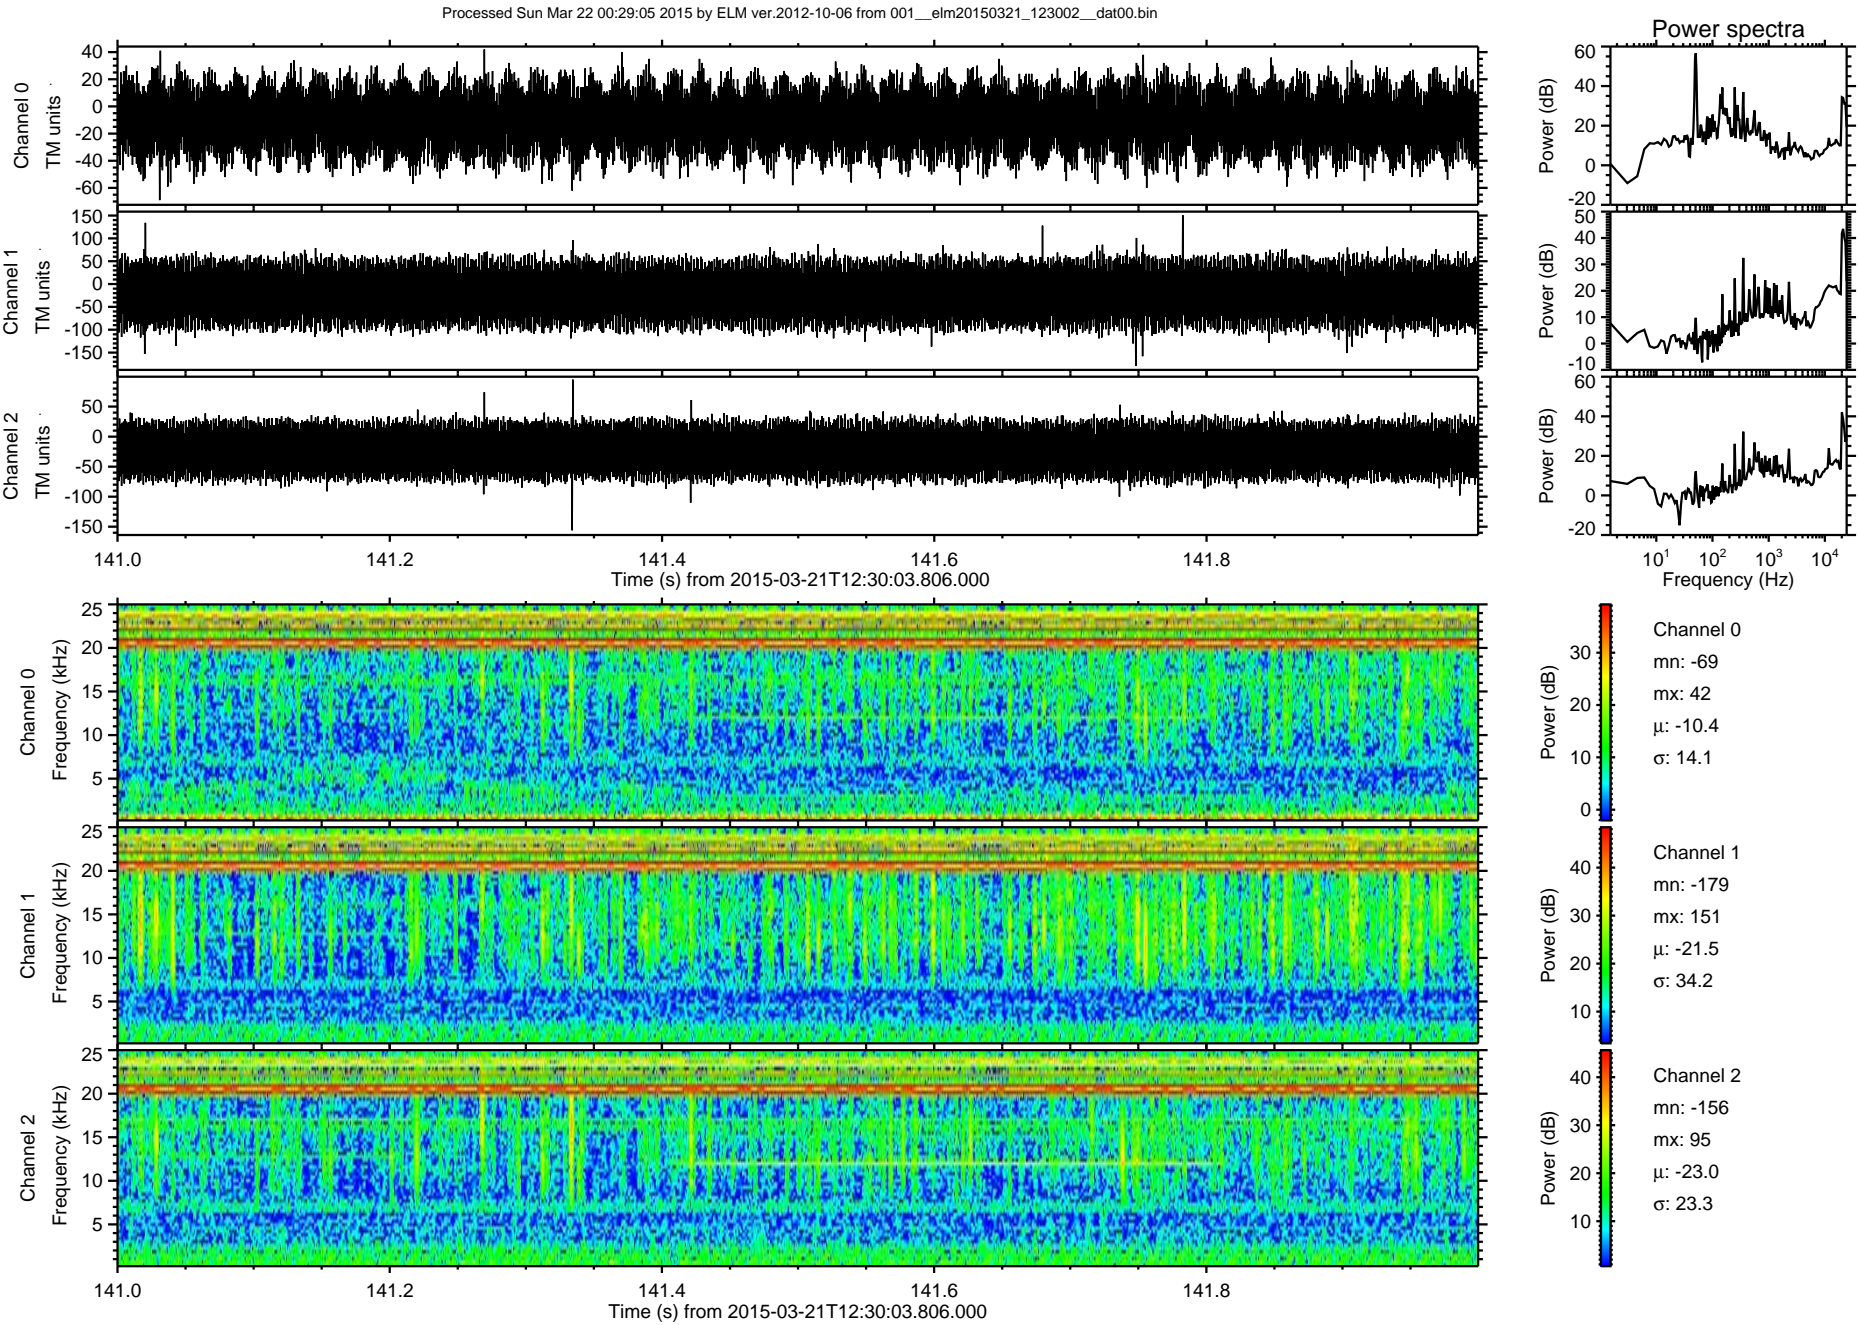 Processed Sun Mar 22 00:29:05 2015 by ELM ver.2012-10-06 from 001__elm20150321_123002__dat00.bin
Power spectra
Channel 0
TM units
40
20
0
-20
-40
-60
Power (dB)
60
40
20
0
-20
Channel 1
TM units
150
100
50
0
-50
-100
-150
Power (dB)
50
40
30
20
10
0
-10
Channel 2
TM units
50
0
-50
-100
-150
Power (dB)
60
40
20
0
-20
141.0 141.2 141.4 141.6 141.8
Time (s) from 2015-03-21T12:30:03.806.000
10^1 10^2 10^3 10^4
Frequency (Hz)
Channel 0
Frequency (kHz)
25
20
15
10
5
Power (dB)
30
20
10
0
Channel 0
mn: -69
mx: 42
μ: -10.4
σ: 14.1
Channel 1
Frequency (kHz)
25
20
15
10
5
Power (dB)
40
30
20
10
Channel 1
mn: -179
mx: 151
μ: -21.5
σ: 34.2
Channel 2
Frequency (kHz)
25
20
15
10
5
Power (dB)
40
30
20
10
Channel 2
mn: -156
mx: 95
μ: -23.0
σ: 23.3
141.0 141.2 141.4 141.6 141.8
Time (s) from 2015-03-21T12:30:03.806.000